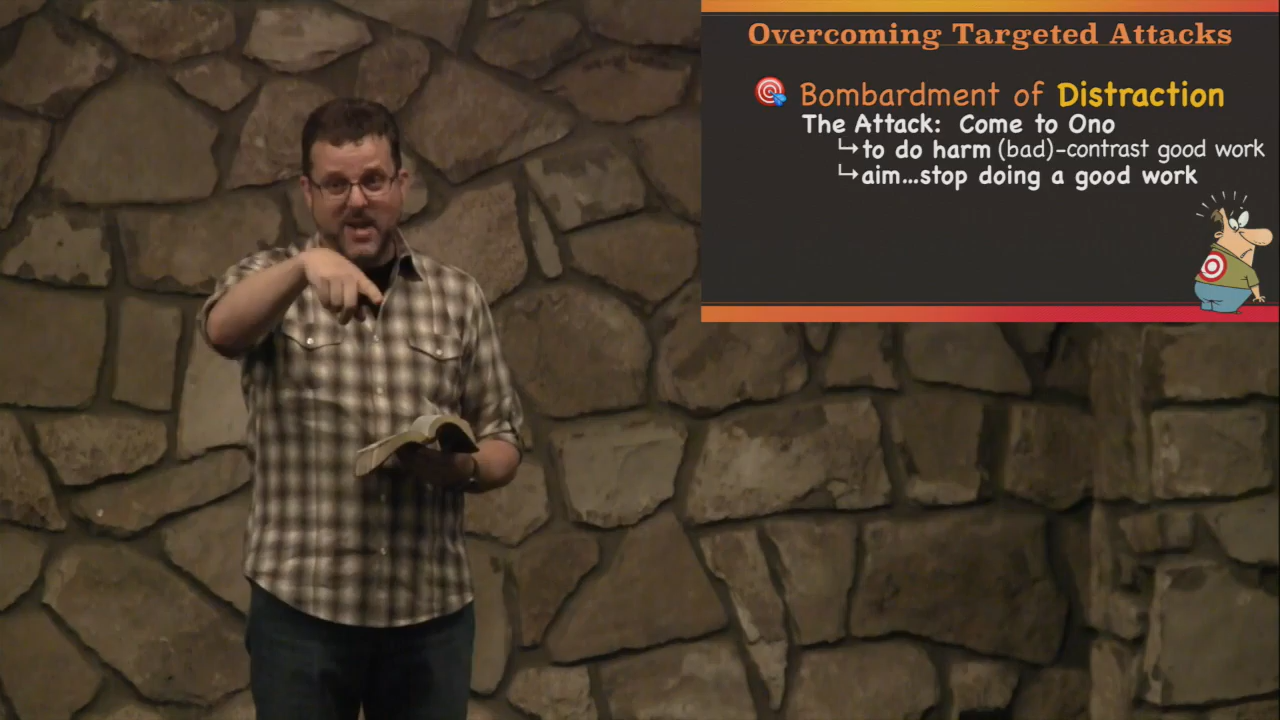 Overcoming Targeted Attacks
Bombardment of Distraction
The Attack: Come to Ono
↳to do harm (bad)-contrast good work
↳aim...stop doing a good work